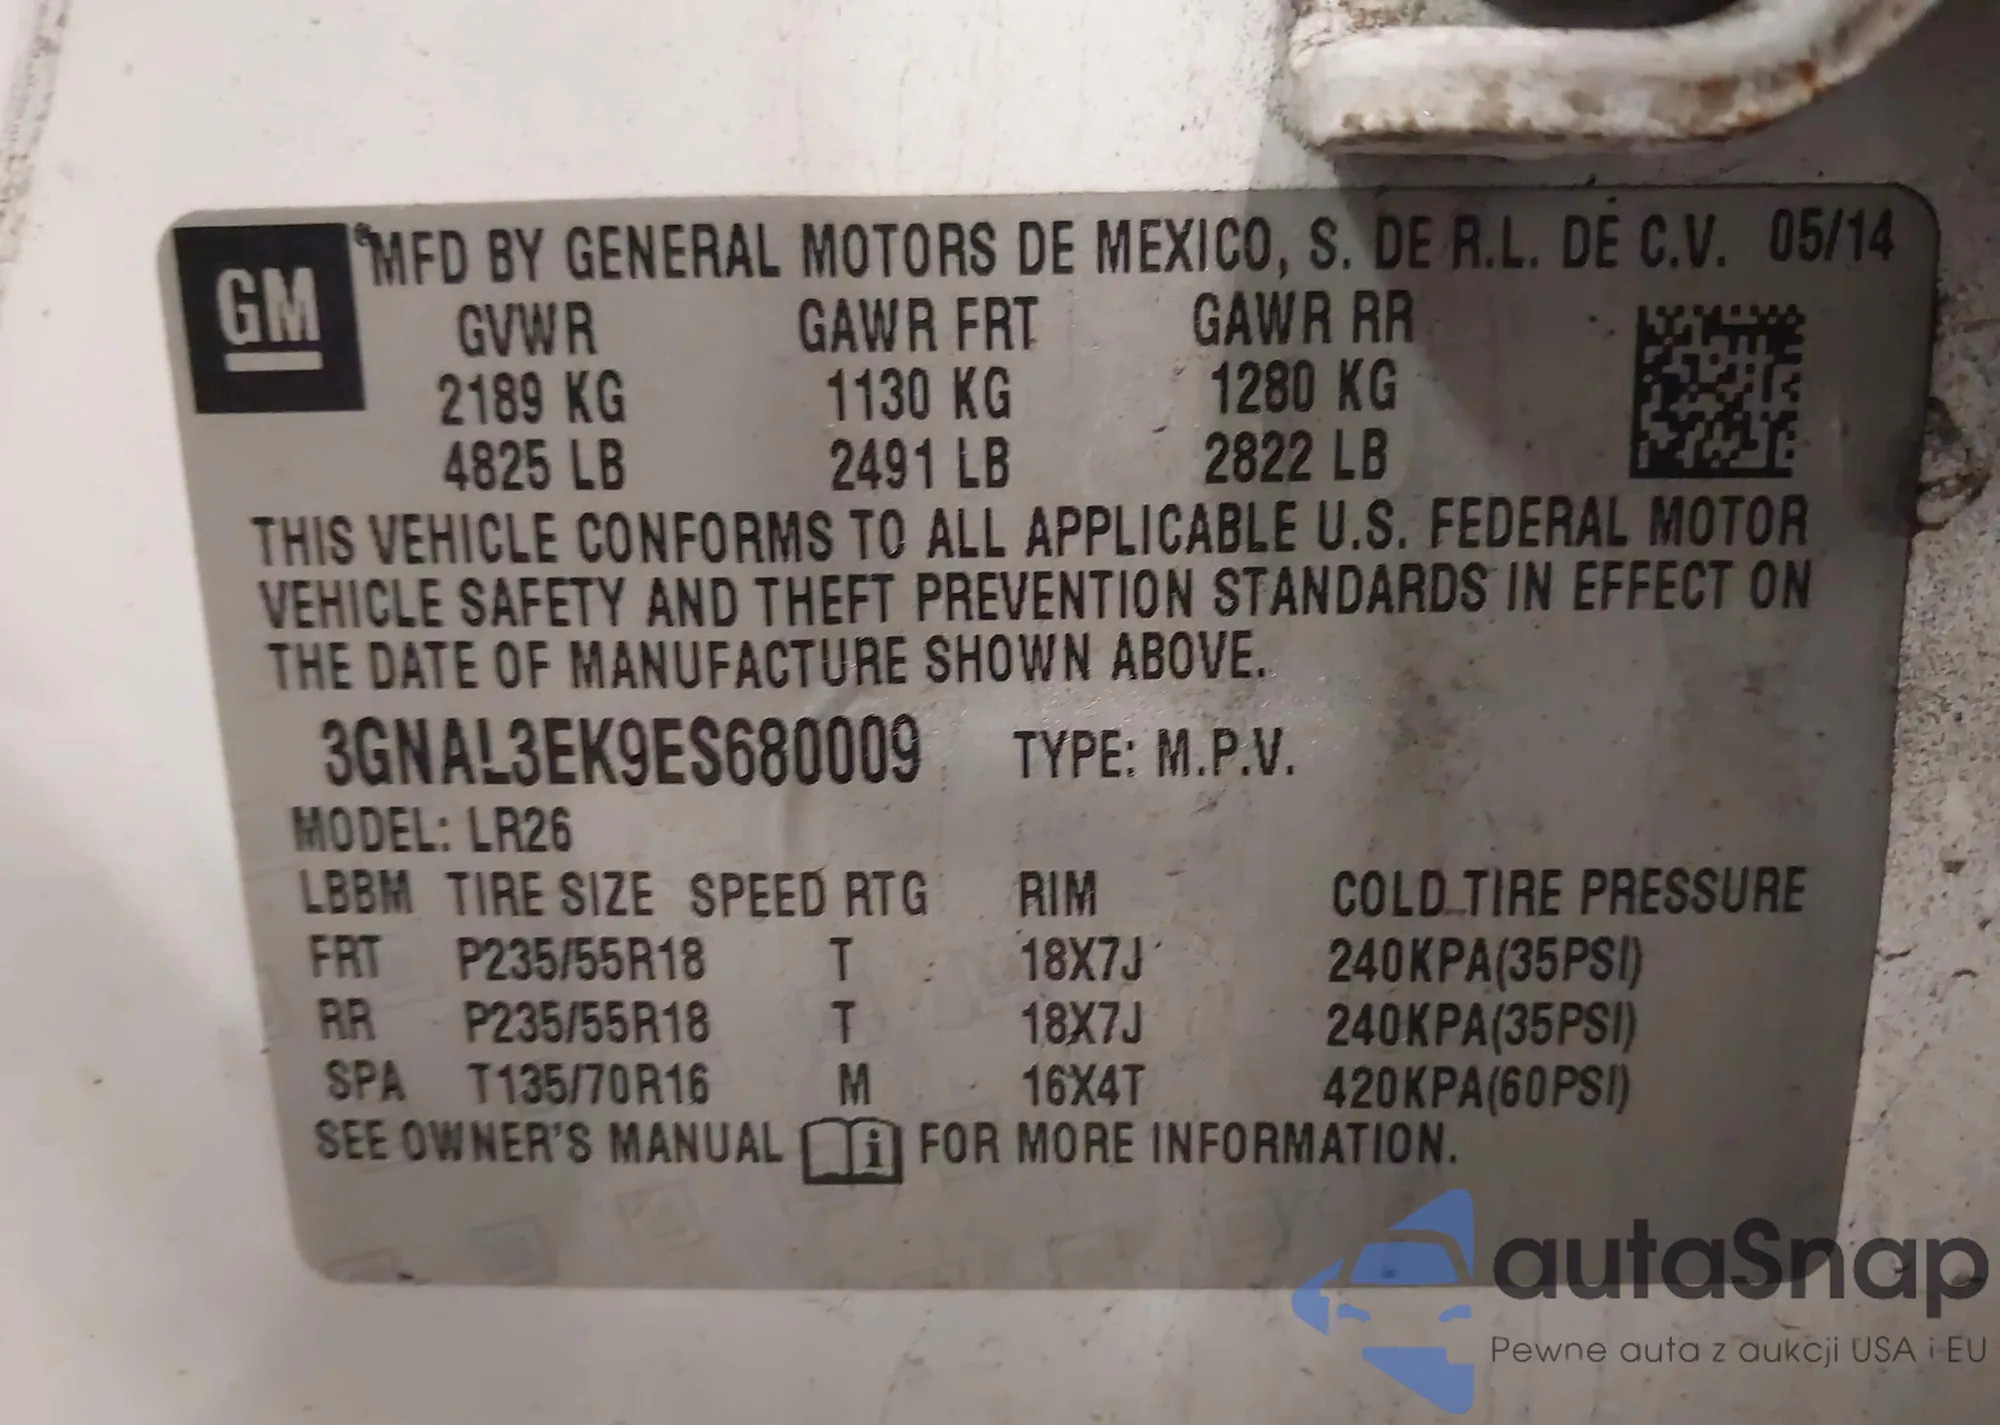 GM
MFD BY GENERAL MOTORS DE MEXICO, S. DE R.L. DE C.V. 05/14
GVWR GAWR FRT GAWR RR
2189 KG 1130 KG 1280 KG
4825 LB 2491 LB 2822 LB
THIS VEHICLE CONFORMS TO ALL APPLICABLE U.S. FEDERAL MOTOR
VEHICLE SAFETY AND THEFT PREVENTION STANDARDS IN EFFECT ON
THE DATE OF MANUFACTURE SHOWN ABOVE.
3GNAL3EK9ES680009 TYPE: M.P.V.
MODEL: LR26
LBBM TIRE SIZE SPEED RTG RIM COLD TIRE PRESSURE
FRT P235/55R18 T 18X7J 240KPA(35PSI)
RR P235/55R18 T 18X7J 240KPA(35PSI)
SPA T135/70R16 M 16X4T 420KPA(60PSI)
SEE OWNER'S MANUAL i FOR MORE INFORMATION.
autaSnap
Pewne auta z aukcji USA i EU